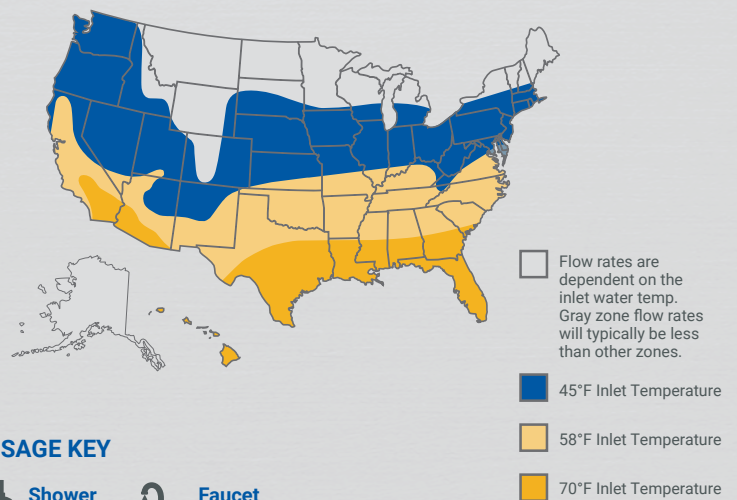 Flow rates are
dependent on the
inlet water temp.
Gray zone flow rates
will typically be less
than other zones.
45°F Inlet Temperature
58°F Inlet Temperature
70°F Inlet Temperature
SAGE KEY
Shower
Faucet